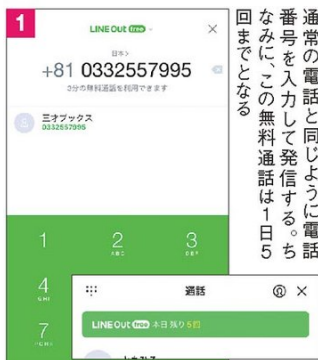 1
LINE Out Free
日本>
+81 0332557995
3分の無料通話を利用できます
S 三才ブックス
0332557995
1
2
ABC
3
DEF
4
GHI
7
PQRS
通話
LINE Out Free 本日 残り5回
通常の電話と同じように電話
番号を入力して発信する。ち
なみに、この無料通話は1日5
回までとなる